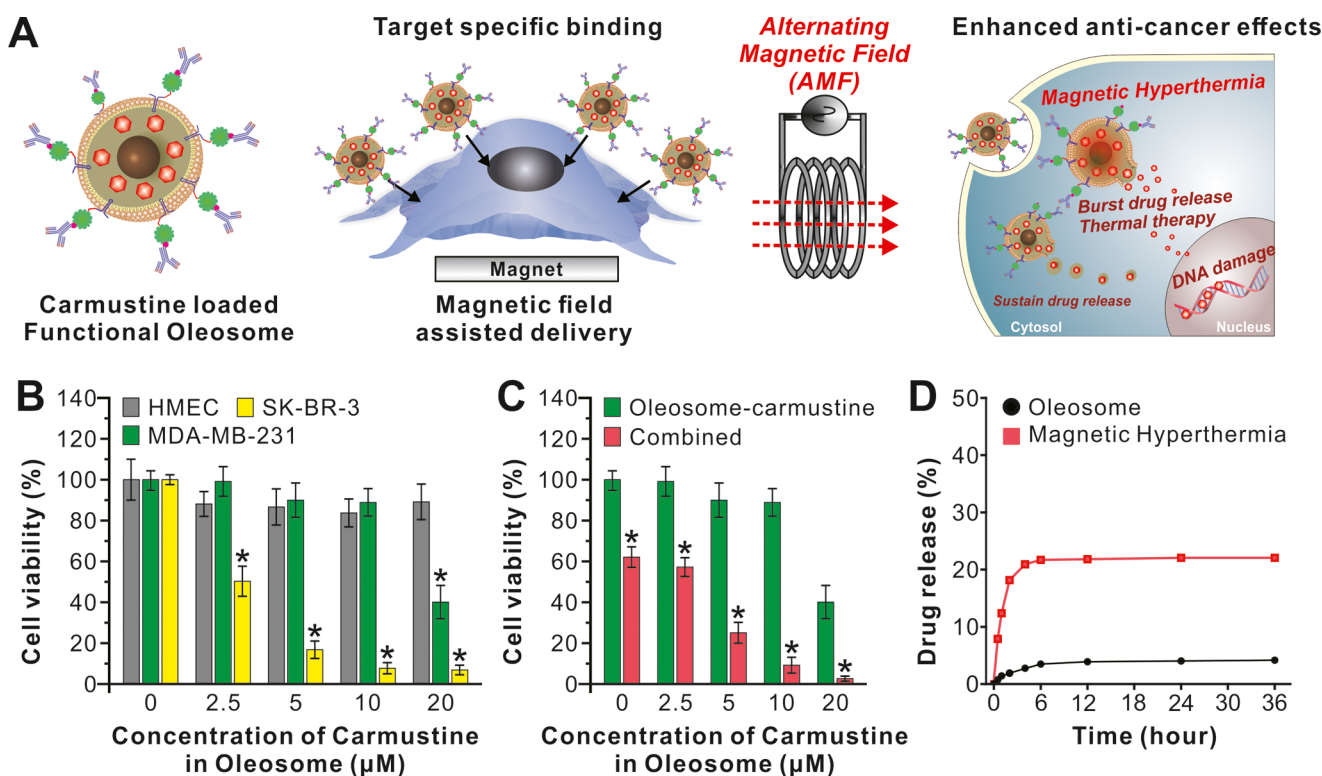 A
Carmustine loaded
Functional Oleosome
Target specific binding
Magnet
Magnetic field
assisted delivery
Alternating
Magnetic Field
(AMF)
Enhanced anti-cancer effects
Magnetic Hyperthermia
Burst drug release
Thermal therapy
Sustain drug release
DNA damage
Cytosol
Nucleus
B
HMEC
SK-BR-3
MDA-MB-231
Cell viability (%)
140
120
100
80
60
40
20
0
*
*
*
*
*
0 2.5 5 10 20
Concentration of Carmustine
in Oleosome (µM)
C
Oleosome-carmustine
Combined
Cell viability (%)
140
120
100
80
60
40
20
0
*
*
*
*
*
0 2.5 5 10 20
Concentration of Carmustine
in Oleosome (µM)
D
Oleosome
Magnetic Hyperthermia
Drug release (%)
50
40
30
20
10
0
0 6 12 18 24 30 36
Time (hour)